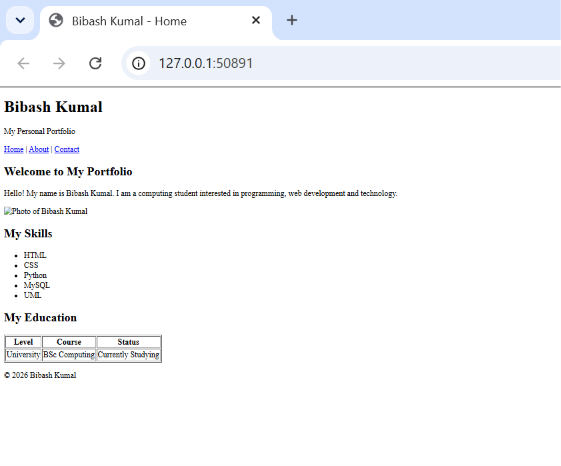 Bibash Kumal - Home
127.0.0.1:50891
Bibash Kumal
My Personal Portfolio
Home | About | Contact
Welcome to My Portfolio
Hello! My name is Bibash Kumal. I am a computing student interested in programming, web development and technology.
Photo of Bibash Kumal
My Skills
HTML
CSS
Python
MySQL
UML
My Education
Level Course Status
University BSc Computing Currently Studying
© 2026 Bibash Kumal